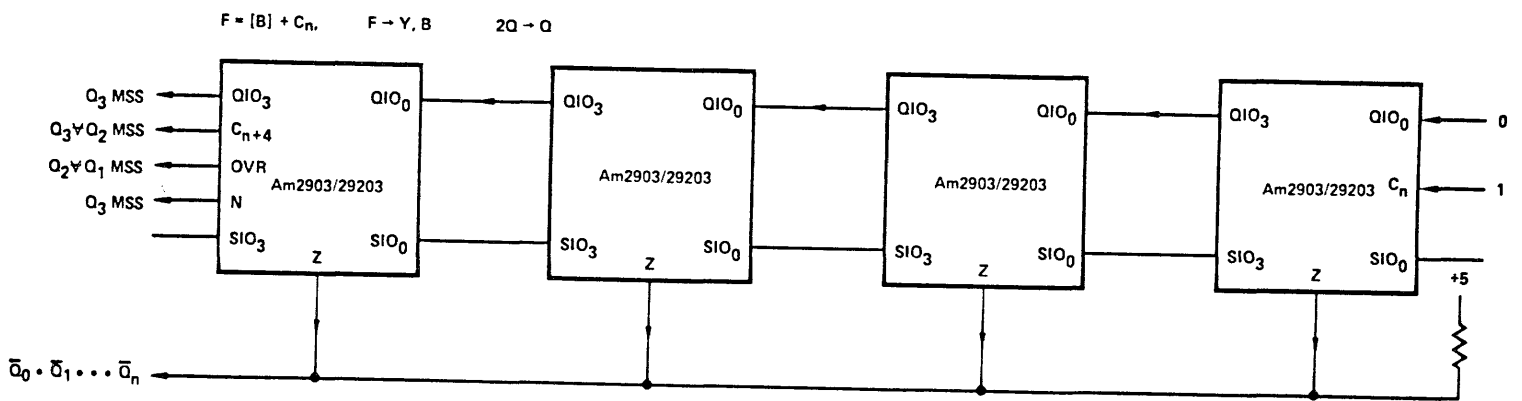 F = [B] + Cn, F → Y, B 2Q → Q
Q3 MSS
Q3∀Q2 MSS
Q2∀Q1 MSS
Q3 MSS
QIO3 QIO0
Cn+4
OVR
Am2903/29203
N
SIO3 SIO0
Z
QIO3 QIO0
Am2903/29203
SIO3 SIO0
Z
QIO3 QIO0
Am2903/29203
SIO3 SIO0
Z
QIO3 QIO0
Am2903/29203 Cn
SIO3 SIO0
Z
0
1
+5
Q̅0 • Q̅1 • • • Q̅n